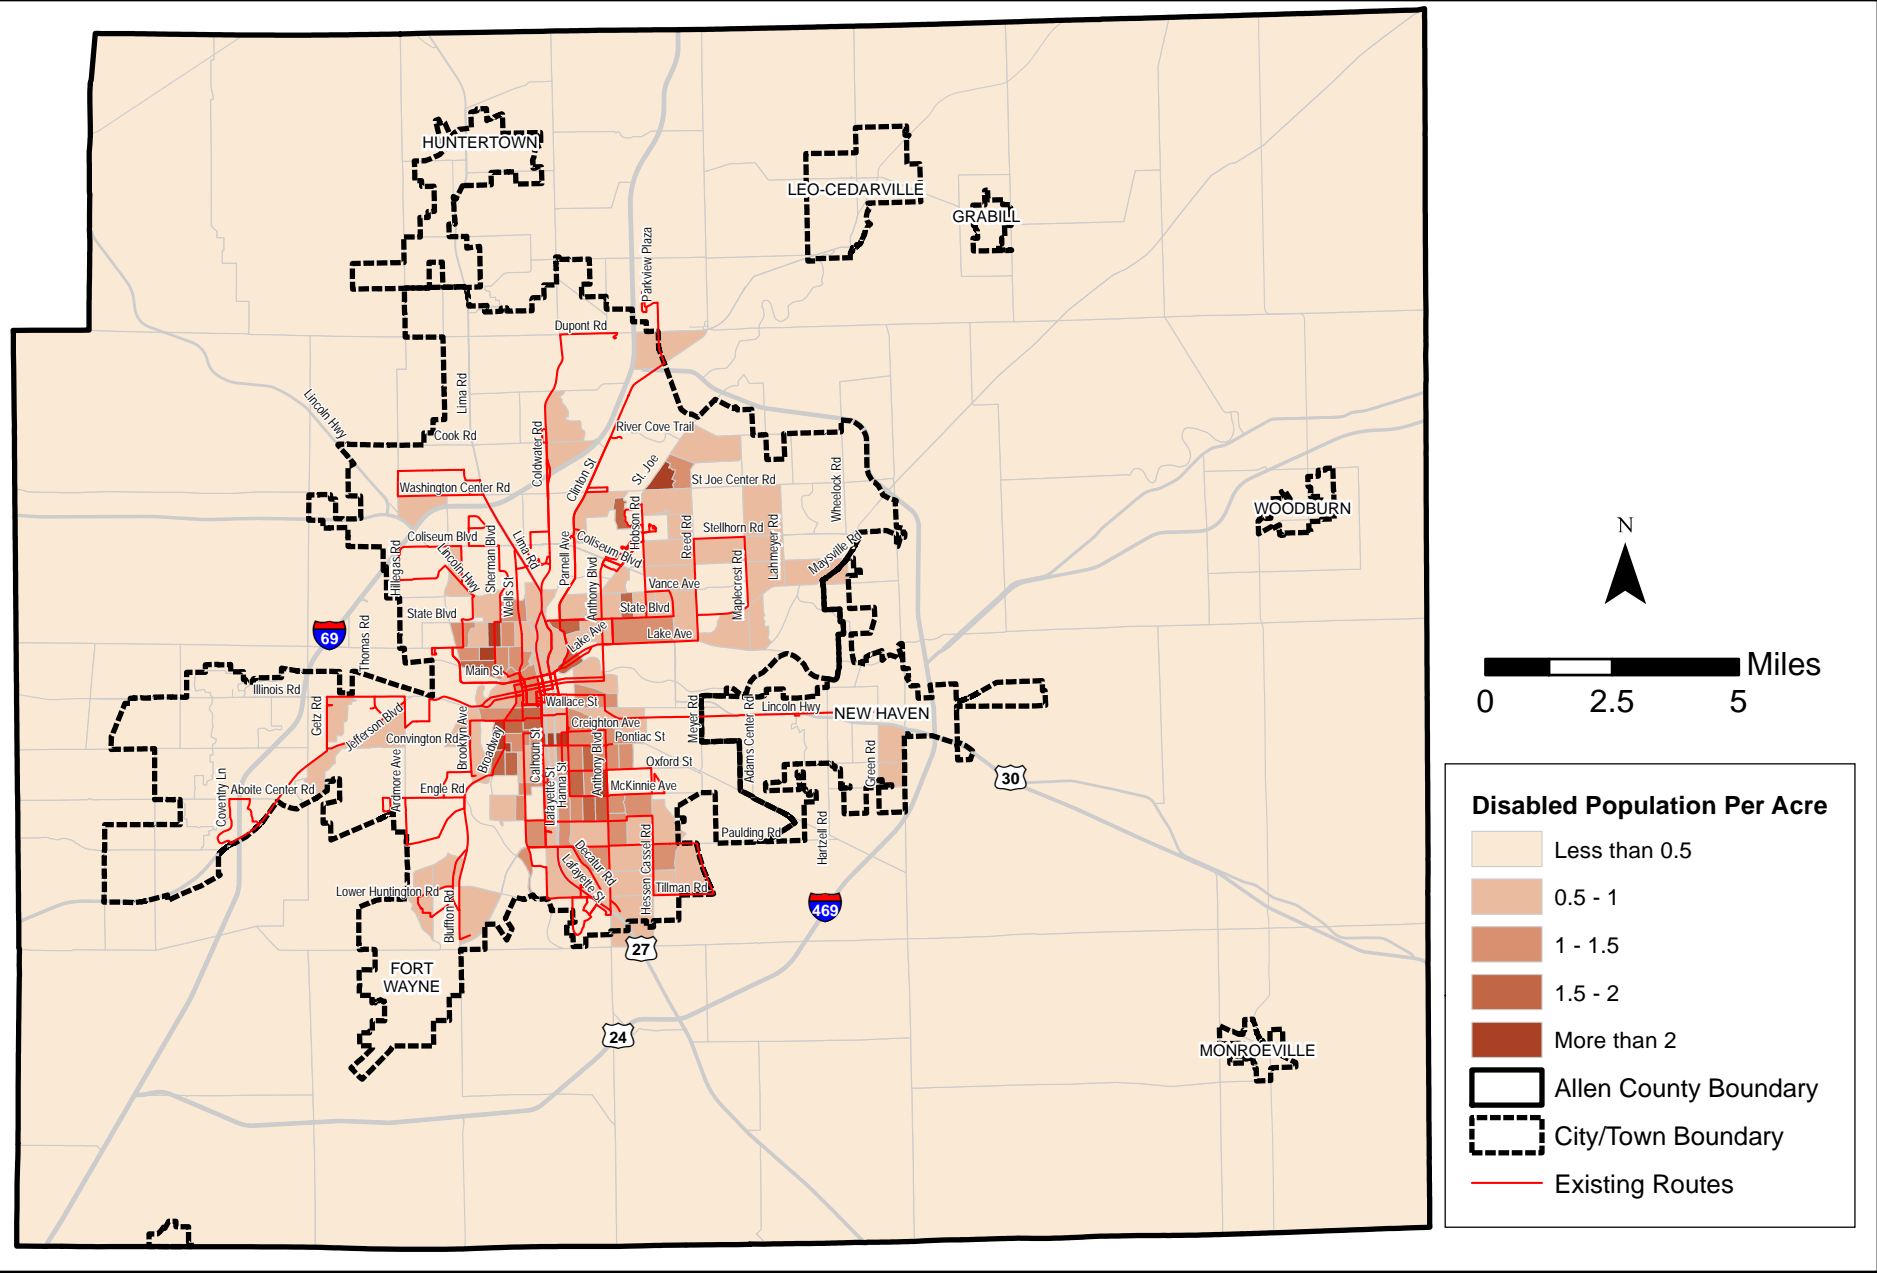 HUNTERTOWN
LEO-CEDARVILLE
GRABILL
Parkview Plaza
Dupont Rd
Lincoln Hwy
Lima Rd
Cook Rd
Coldwater Rd
River Cove Trail
Clinton St
St. Joe
St Joe Center Rd
Washington Center Rd
Wheelock Rd
WOODBURN
Hobson Rd
Reed Rd
Stellhorn Rd
Lahmeyer Rd
Maysville Rd
Coliseum Blvd
Hillegas Rd
Lincoln Hwy
Sherman Blvd
Lima Rd
Wells St
Parnell Ave
Coliseum Blvd
Anthony Blvd
Vance Ave
Maplecrest Rd
State Blvd
State Blvd
Lake Ave
Lake Ave
Thomas Rd
69
Main St
Illinois Rd
Getz Rd
Jefferson Blvd
Convington Rd
Brooklyn Ave
Broadway
Wallace St
Creighton Ave
Pontiac St
Calhoun St
Lafayette St
Hanna St
Anthony Blvd
Oxford St
McKinnie Ave
Meyer Rd
Adams Center Rd
Lincoln Hwy
NEW HAVEN
Green Rd
30
Coventry Ln
Aboite Center Rd
Ardmore Ave
Engle Rd
Paulding Rd
Hartzell Rd
Decatur Rd
Lafayette St
Hessen Cassel Rd
Tillman Rd
Lower Huntington Rd
Bluffton Rd
469
27
FORT
WAYNE
24
MONROEVILLE
N
Miles
0 2.5 5
Disabled Population Per Acre
Less than 0.5
0.5 - 1
1 - 1.5
1.5 - 2
More than 2
Allen County Boundary
City/Town Boundary
Existing Routes